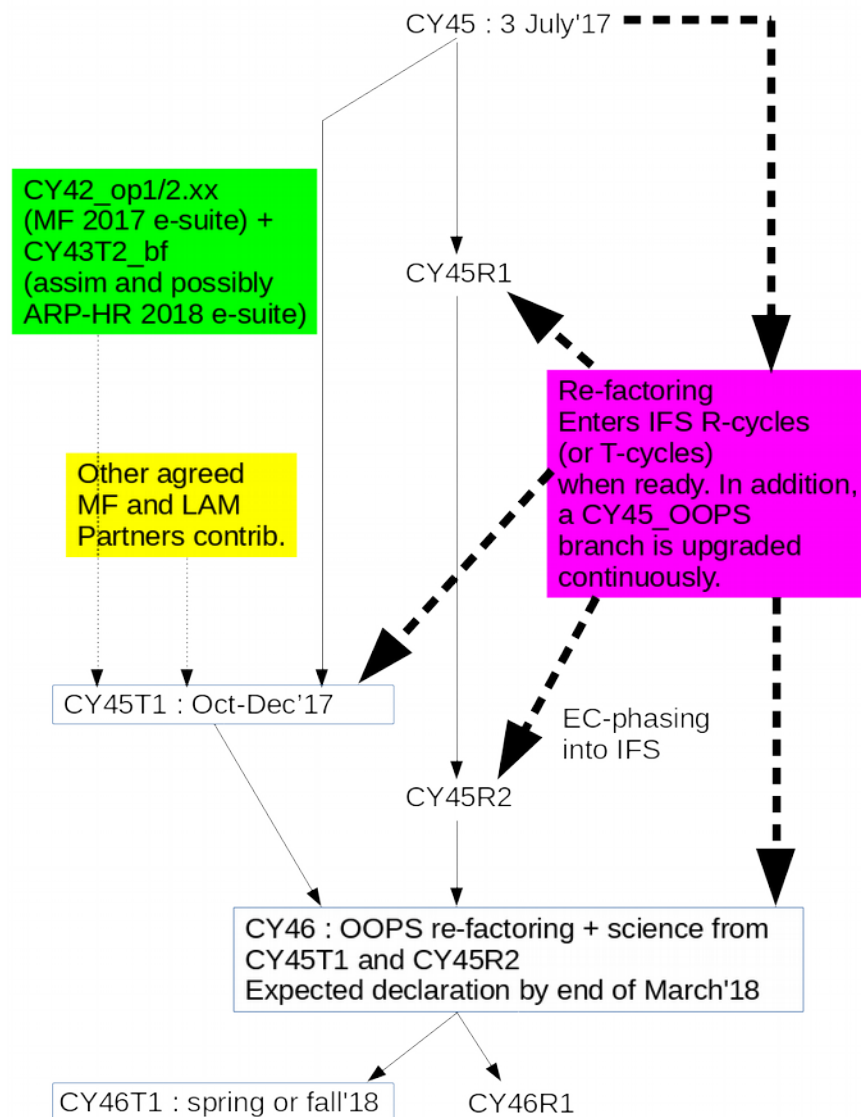 CY45 : 3 July'17
CY42_op1/2.xx
(MF 2017 e-suite) +
CY43T2_bf
(assim and possibly
ARP-HR 2018 e-suite)
CY45R1
Re-factoring
Enters IFS R-cycles
(or T-cycles)
when ready. In addition,
a CY45_OOPS
branch is upgraded
continuously.
Other agreed
MF and LAM
Partners contrib.
CY45T1 : Oct-Dec’17
EC-phasing
into IFS
CY45R2
CY46 : OOPS re-factoring + science from
CY45T1 and CY45R2
Expected declaration by end of March'18
CY46T1 : spring or fall'18
CY46R1